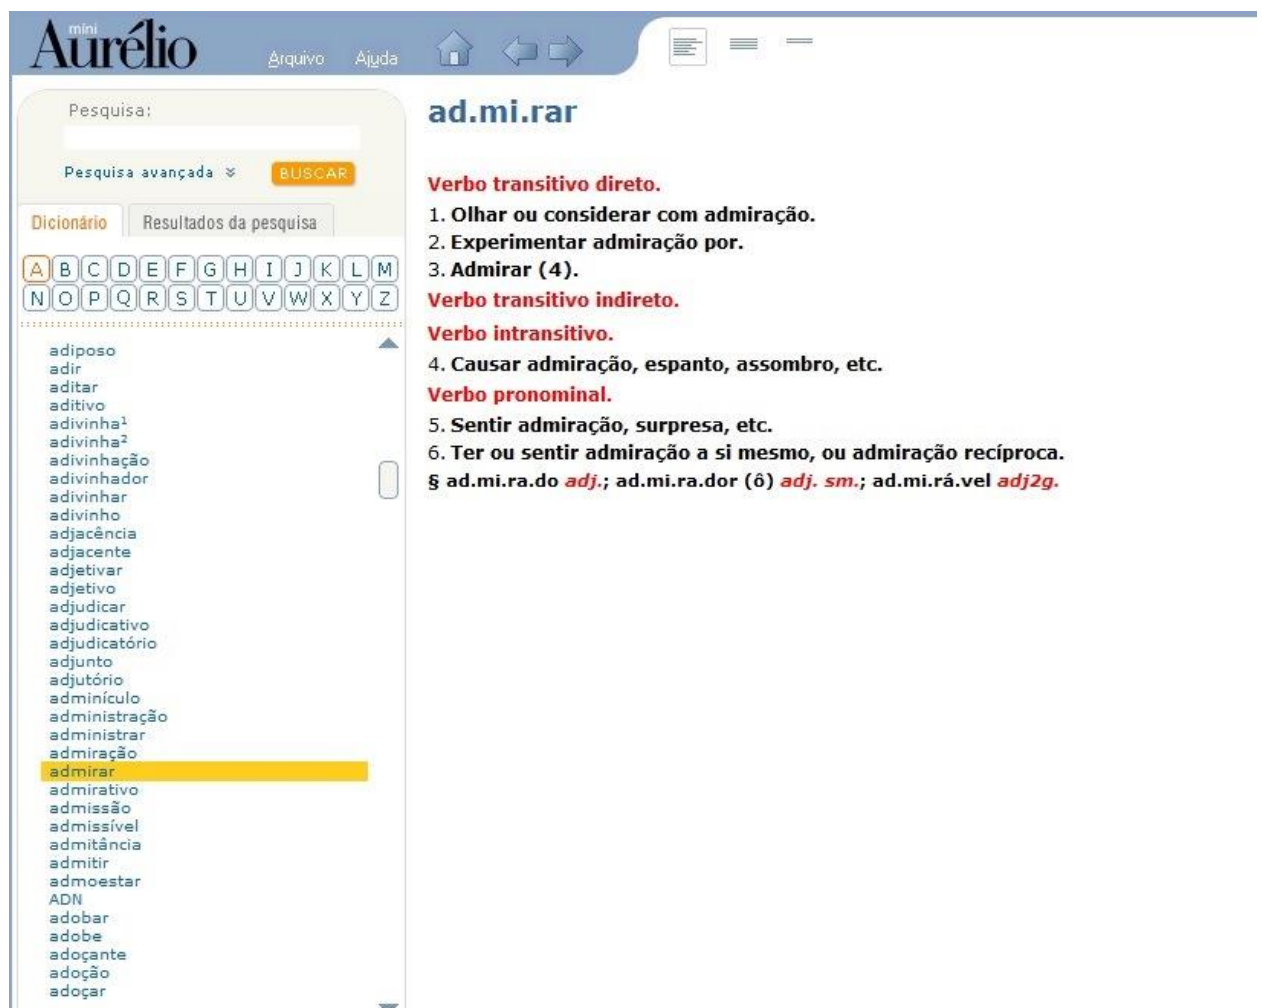 mini
Aurélio
Arquivo Ajuda
Pesquisa:
Pesquisa avançada
BUSCAR
Dicionário Resultados da pesquisa
A B C D E F G H I J K L M
N O P Q R S T U V W X Y Z
adiposo
adir
aditar
aditivo
adivinha¹
adivinha²
adivinhação
adivinhador
adivinhar
adivinho
adjacência
adjacente
adjetivar
adjetivo
adjudicar
adjudicativo
adjudicatório
adjunto
adjutório
adminículo
administração
administrar
admiração
admirar
admirativo
admissão
admissível
admitância
admitir
admoestar
ADN
adobar
adobe
adoçante
adoção
adoçar
ad.mi.rar
Verbo transitivo direto.
1. Olhar ou considerar com admiração.
2. Experimentar admiração por.
3. Admirar (4).
Verbo transitivo indireto.
Verbo intransitivo.
4. Causar admiração, espanto, assombro, etc.
Verbo pronominal.
5. Sentir admiração, surpresa, etc.
6. Ter ou sentir admiração a si mesmo, ou admiração recíproca.
§ ad.mi.ra.do adj.; ad.mi.ra.dor (ô) adj. sm.; ad.mi.rá.vel adj2g.